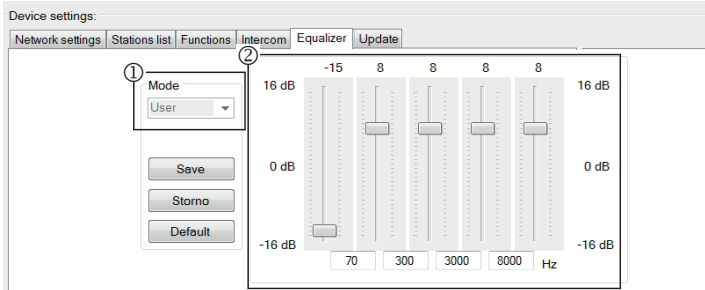 Device settings:
Network settings Stations list Functions Intercom Equalizer Update
① ②
-15 8 8 8 8
Mode 16 dB 16 dB
User
Save 0 dB 0 dB
Storno
Default
-16 dB -16 dB
70 300 3000 8000 Hz